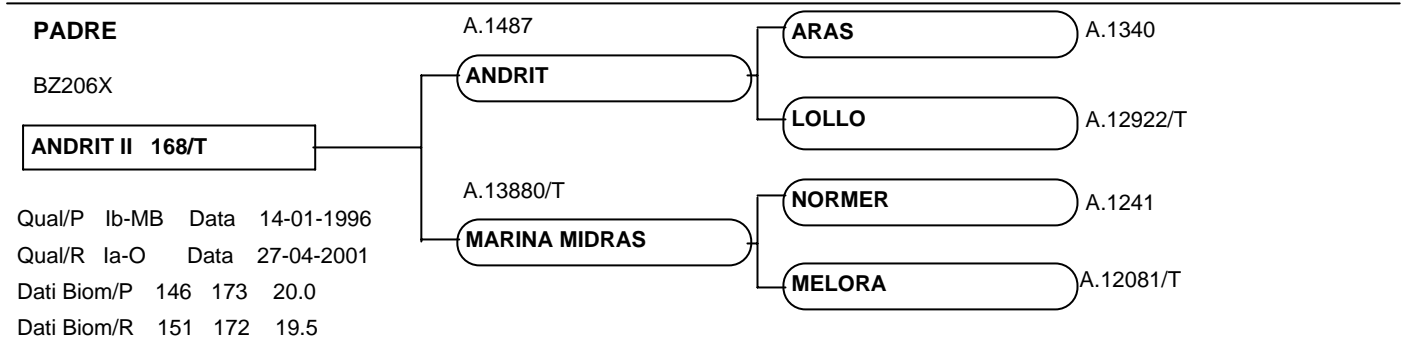 PADRE
BZ206X
ANDRIT II 168/T
Qual/P Ib-MB Data 14-01-1996
Qual/R Ia-O Data 27-04-2001
Dati Biom/P 146 173 20.0
Dati Biom/R 151 172 19.5
A.1487
ANDRIT
A.13880/T
MARINA MIDRAS
ARAS A.1340
LOLLO A.12922/T
NORMER A.1241
MELORA A.12081/T